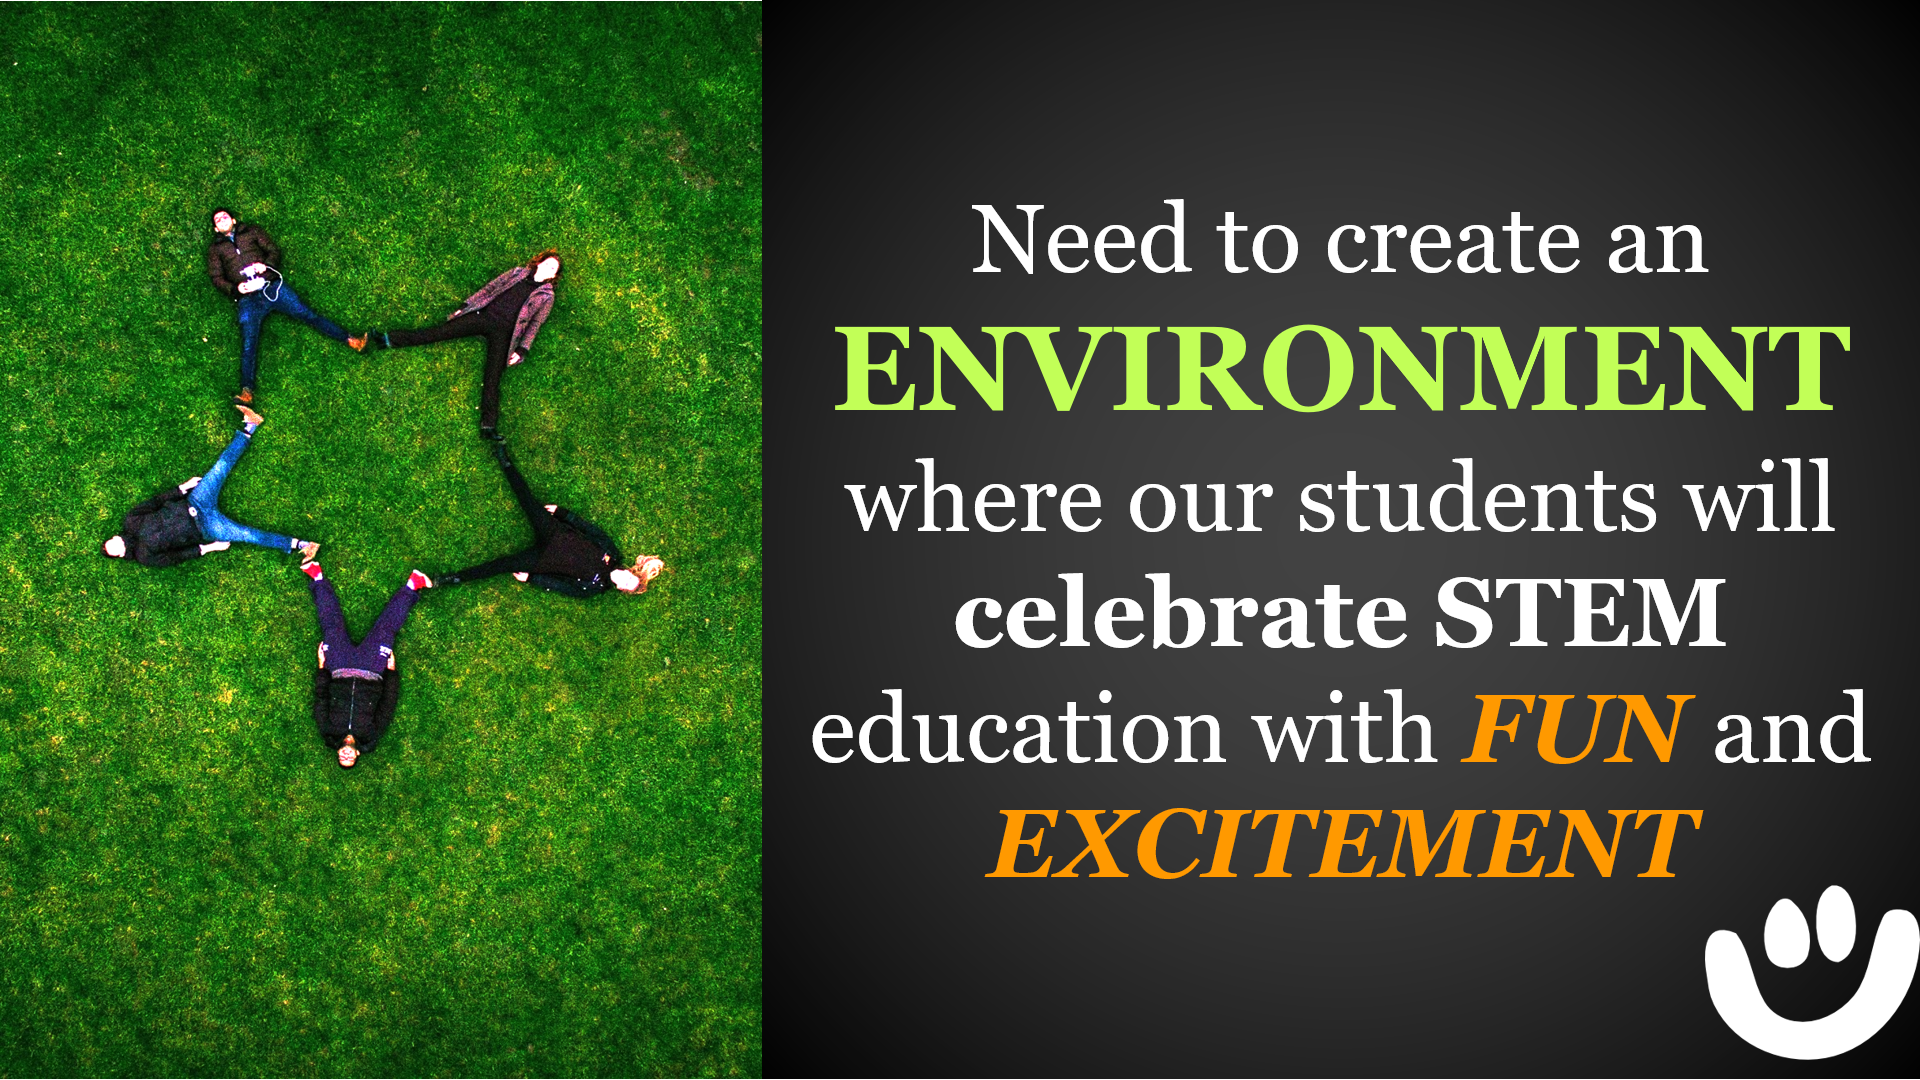 Need to create an
ENVIRONMENT
where our students will
celebrate STEM
education with FUN and
EXCITEMENT